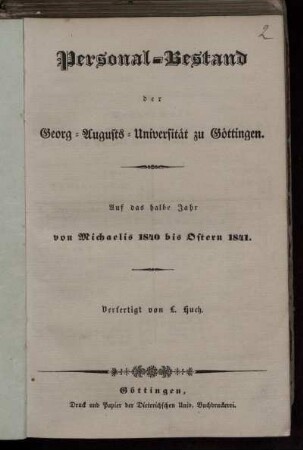 2
Personal-Bestand
der
Georg-Augusts-Universität zu Göttingen.
Auf das halbe Jahr
von Michaelis 1840 bis Ostern 1841.
Verfertigt von L. Huch.
Göttingen,
Druck und Papier der Dieterichschen Univ. Buchdruckerei.